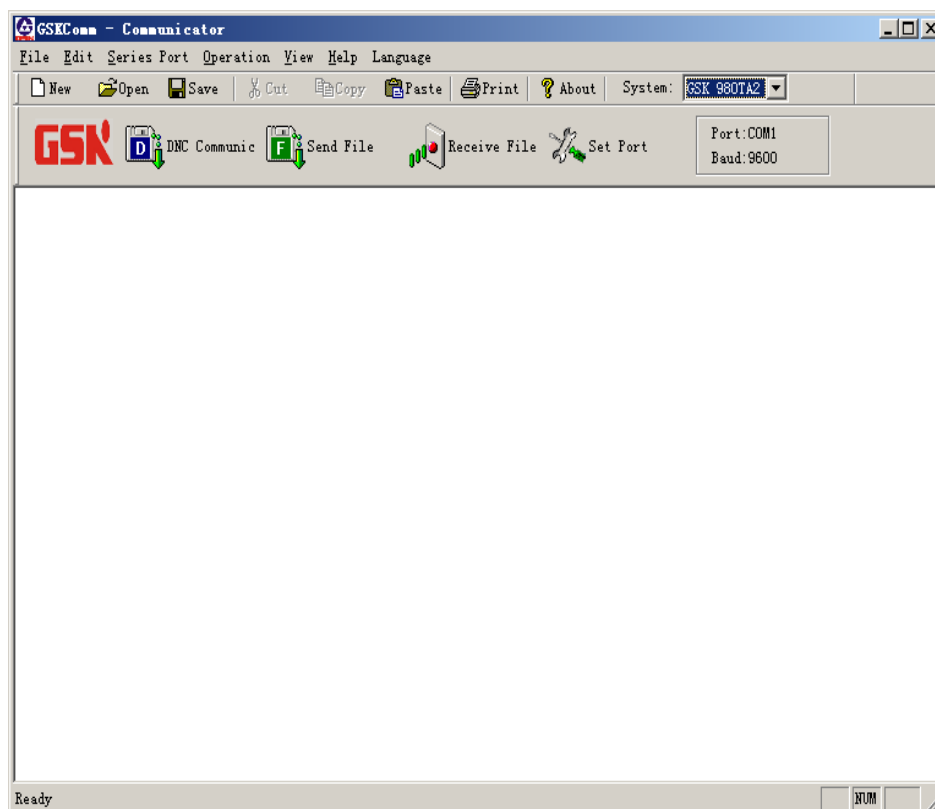 GSKComm - Communicator
File Edit Series Port Operation View Help Language
New Open Save Cut Copy Paste Print About System: GSK 980TA2
GSK D DNC Communic F Send File Receive File Set Port
Port:COM1
Baud:9600
Ready NUM